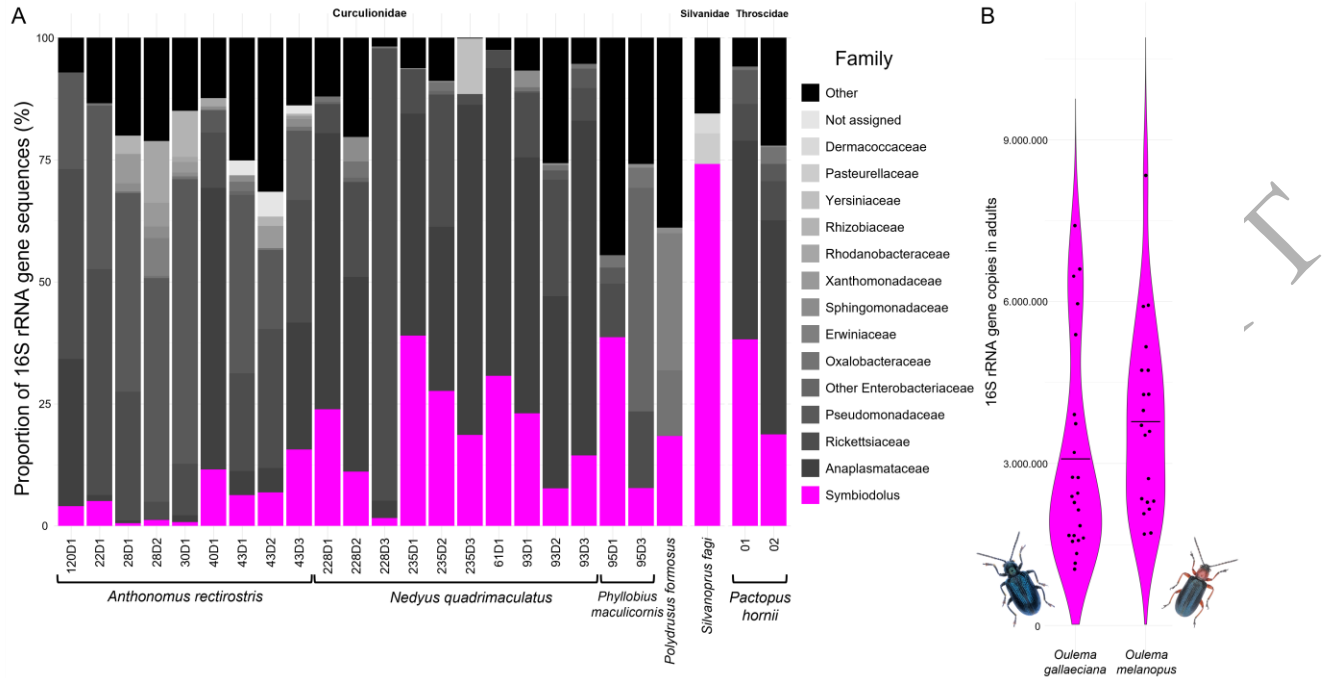 A
Curculionidae
Silvanidae
Throscidae
Proportion of 16S rRNA gene sequences (%)
100
75
50
25
0
120D1
22D1
28D1
28D2
30D1
40D1
43D1
43D2
43D3
228D1
228D2
228D3
235D1
235D2
235D3
61D1
93D1
93D2
93D3
95D1
95D3
Polydrusus formosus
Silvanoprus fagi
01
02
Anthonomus rectirostris
Nedyus quadrimaculatus
Phyllobius
maculicornis
Pactopus
hornii
Family
Other
Not assigned
Dermacoccaceae
Pasteurellaceae
Yersiniaceae
Rhizobiaceae
Rhodanobacteraceae
Xanthomonadaceae
Sphingomonadaceae
Erwiniaceae
Oxalobacteraceae
Other Enterobacteriaceae
Pseudomonadaceae
Rickettsiaceae
Anaplasmataceae
Symbiodolus
B
16S rRNA gene copies in adults
9.000.000
6.000.000
3.000.000
0
Oulema
gallaeciana
Oulema
melanopus
T